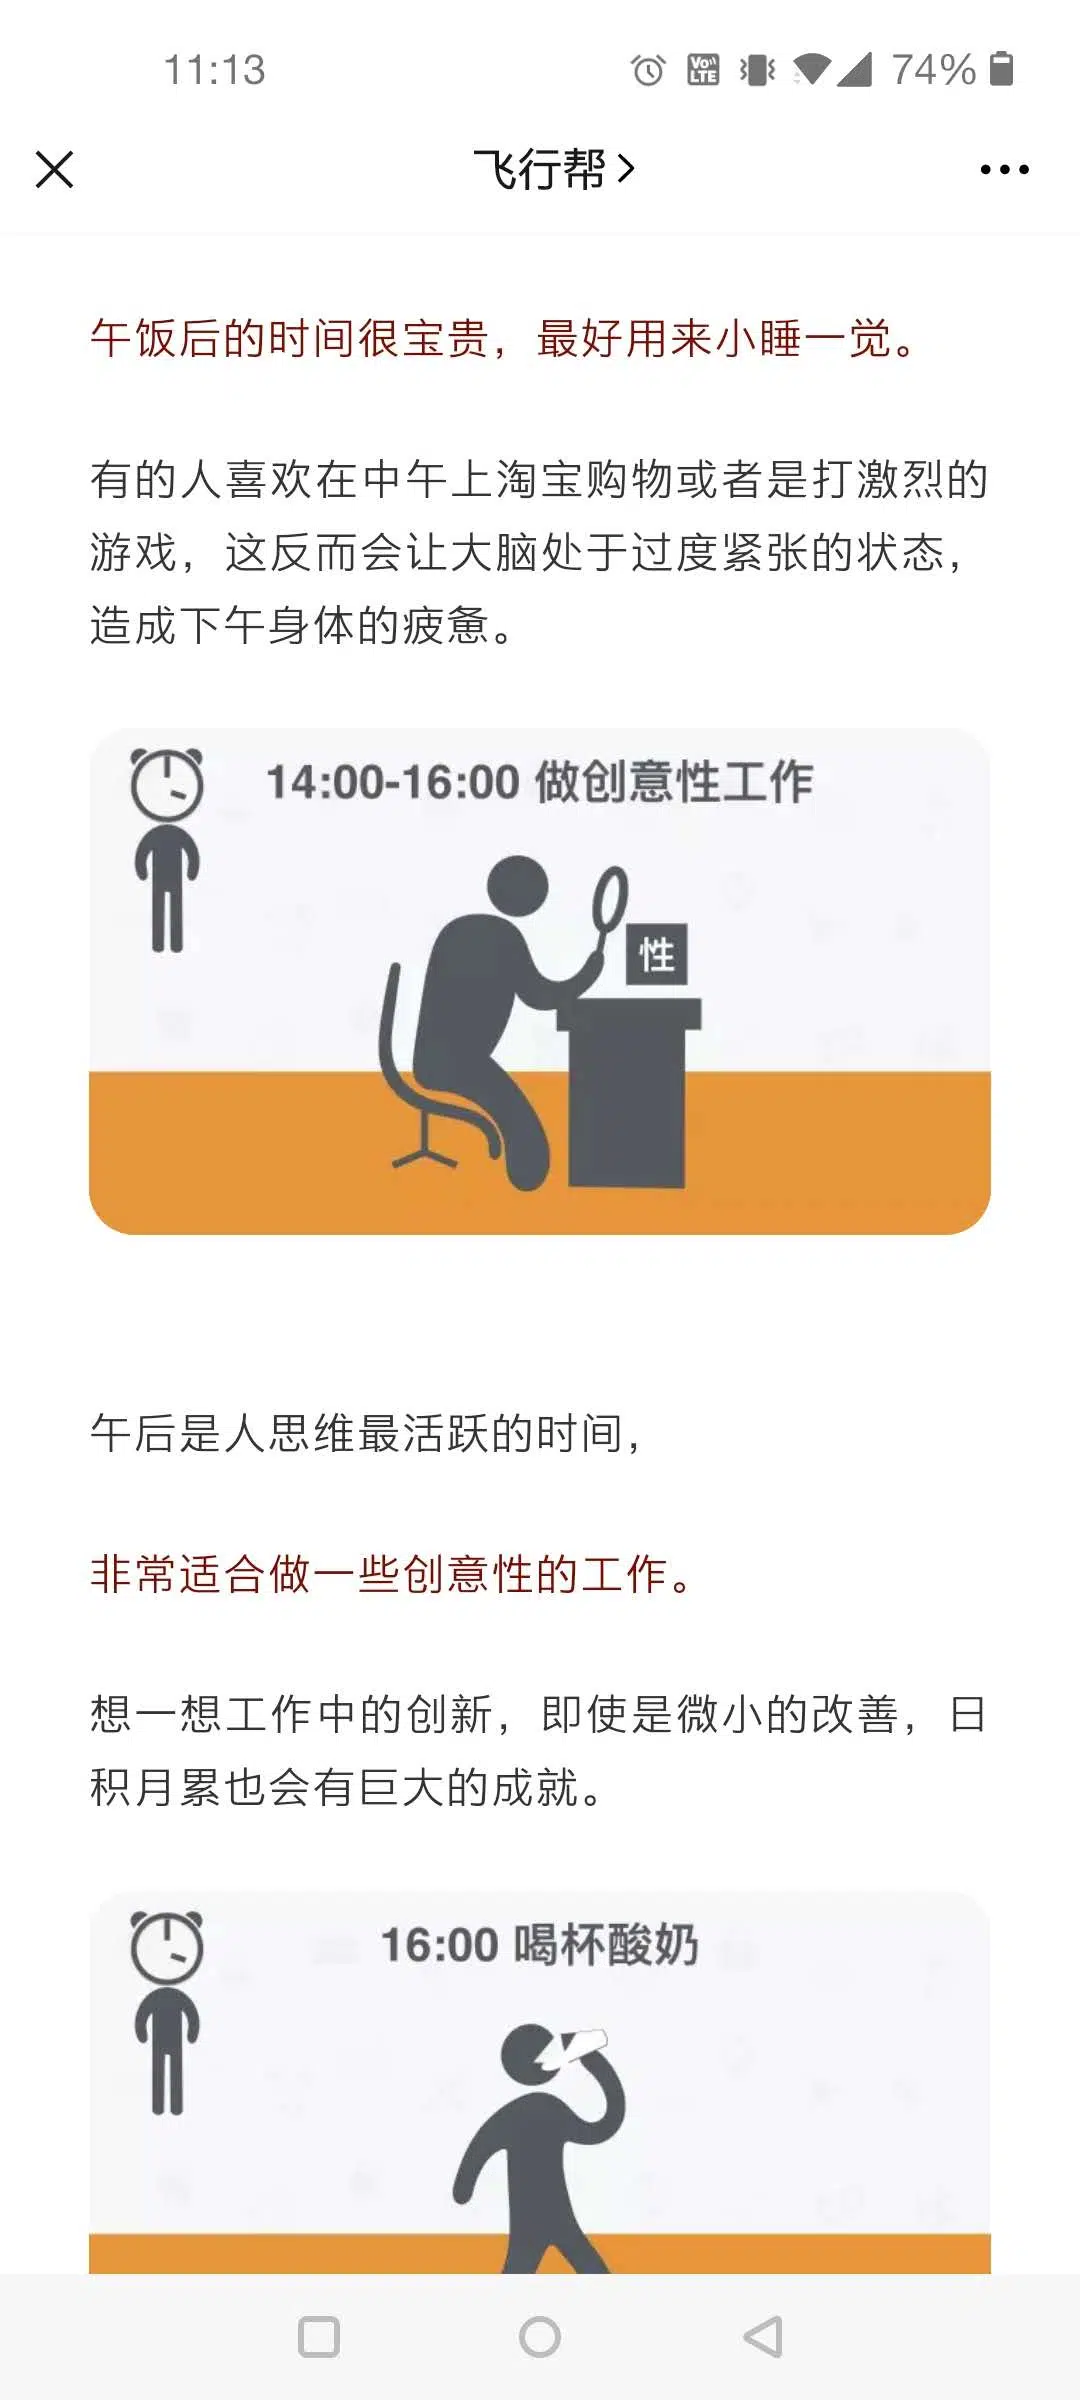 11:13
VoLTE
74%
飞行帮
午饭后的时间很宝贵，最好用来小睡一觉。
有的人喜欢在中午上淘宝购物或者是打激烈的
游戏，这反而会让大脑处于过度紧张的状态，
造成下午身体的疲惫。
14:00-16:00 做创意性工作
性
午后是人思维最活跃的时间，
非常适合做一些创意性的工作。
想一想工作中的创新，即使是微小的改善，日
积月累也会有巨大的成就。
16:00 喝杯酸奶